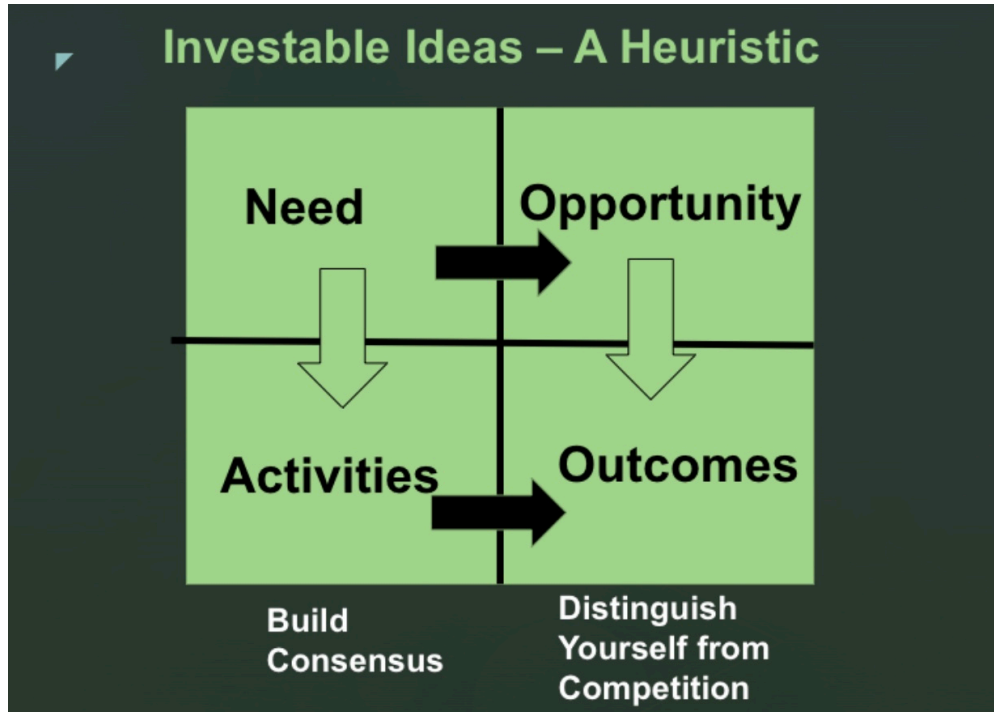 Investable Ideas – A Heuristic
Need
Opportunity
Activities
Outcomes
Build
Consensus
Distinguish
Yourself from
Competition